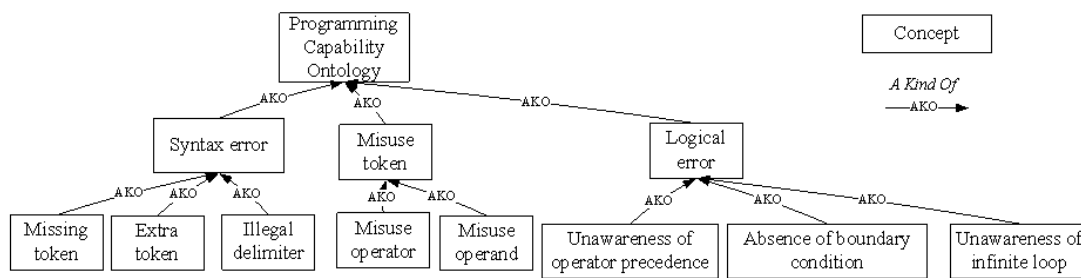 Programming
Capability
Ontology
Concept
A Kind Of
AKO
AKO
AKO
AKO
Syntax error
Misuse
token
Logical
error
AKO
AKO
AKO
AKO
AKO
AKO
AKO
AKO
Missing
token
Extra
token
Illegal
delimiter
Misuse
operator
Misuse
operand
Unawareness of
operator precedence
Absence of boundary
condition
Unawareness of
infinite loop